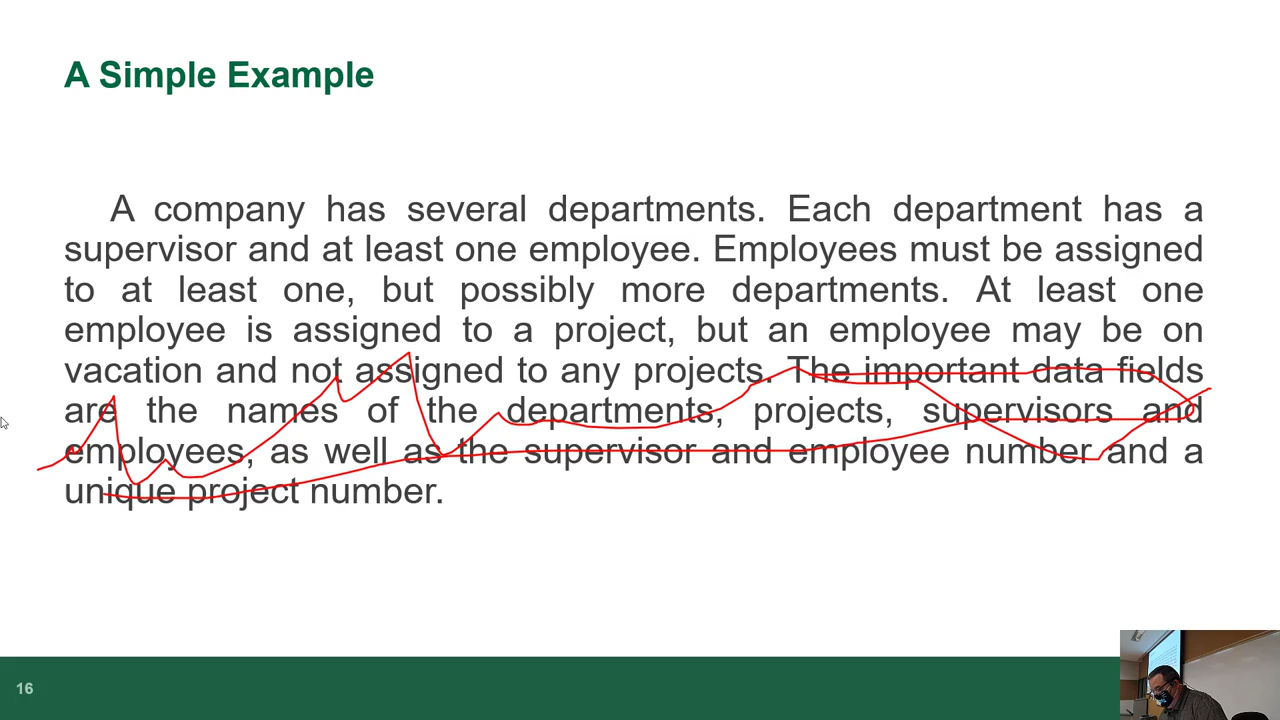 A Simple Example
A company has several departments. Each department has a
supervisor and at least one employee. Employees must be assigned
to at least one, but possibly more departments. At least one
employee is assigned to a project, but an employee may be on
vacation and not assigned to any projects. The important data fields
are the names of the departments, projects, supervisors and
employees, as well as the supervisor and employee number and a
unique project number.
16